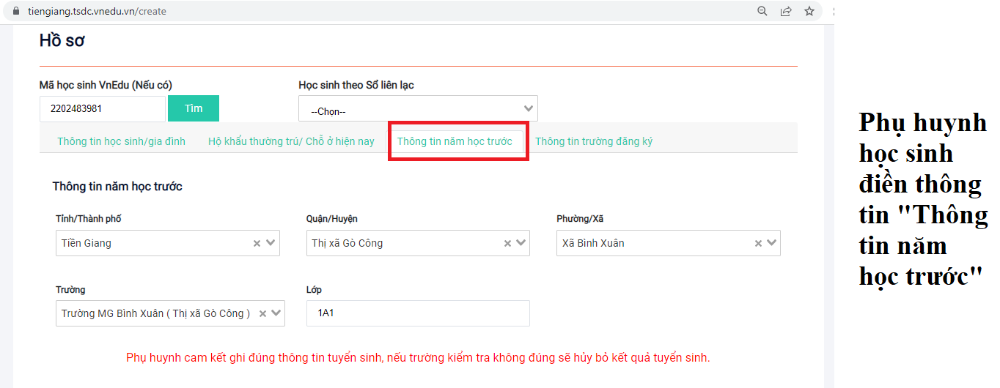 tiengiang.tsdc.vnedu.vn/create
Hồ sơ
Mã học sinh VnEdu (Nếu có)
Học sinh theo Sổ liên lạc
2202483981
Tìm
--Chọn--
Thông tin học sinh/gia đình
Hộ khẩu thường trú/ Chỗ ở hiện nay
Thông tin năm học trước
Thông tin trường đăng ký
Thông tin năm học trước
Tỉnh/Thành phố
Quận/Huyện
Phường/Xã
Tiền Giang
Thị xã Gò Công
Xã Bình Xuân
Trường
Lớp
Trường MG Bình Xuân ( Thị xã Gò Công )
1A1
Phụ huynh cam kết ghi đúng thông tin tuyển sinh, nếu trường kiểm tra không đúng sẽ hủy bỏ kết quả tuyển sinh.
Phụ huynh
học sinh
điền thông
tin "Thông
tin năm
học trước"